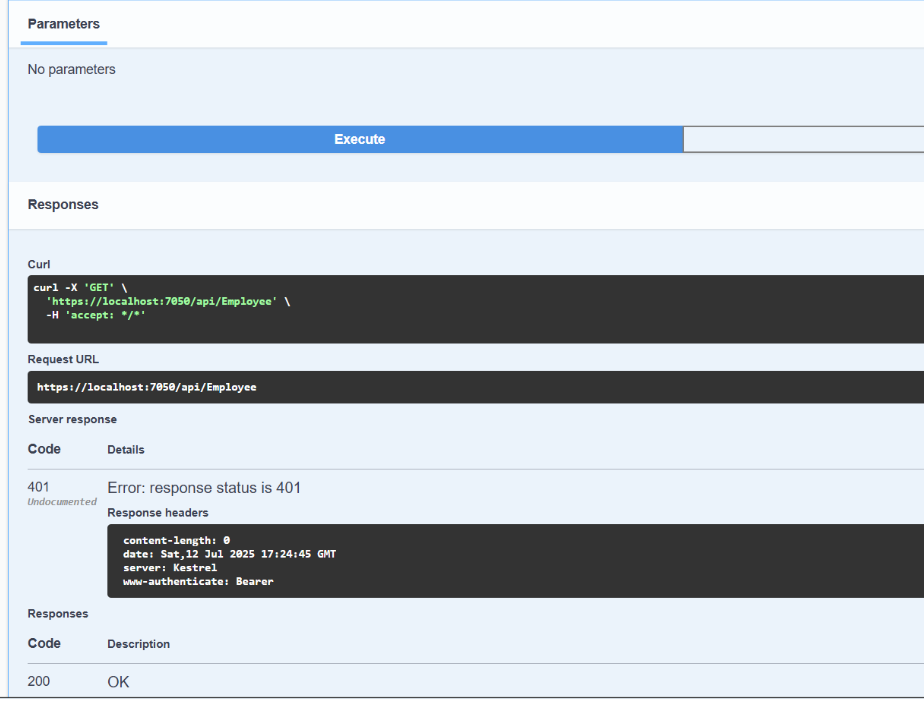 Parameters
No parameters
Execute
Responses
Curl
curl -X 'GET' \
'https://localhost:7050/api/Employee' \
-H 'accept: */*'
Request URL
https://localhost:7050/api/Employee
Server response
Code Details
401 Error: response status is 401
Undocumented
Response headers
content-length: 0
date: Sat,12 Jul 2025 17:24:45 GMT
server: Kestrel
www-authenticate: Bearer
Responses
Code Description
200 OK